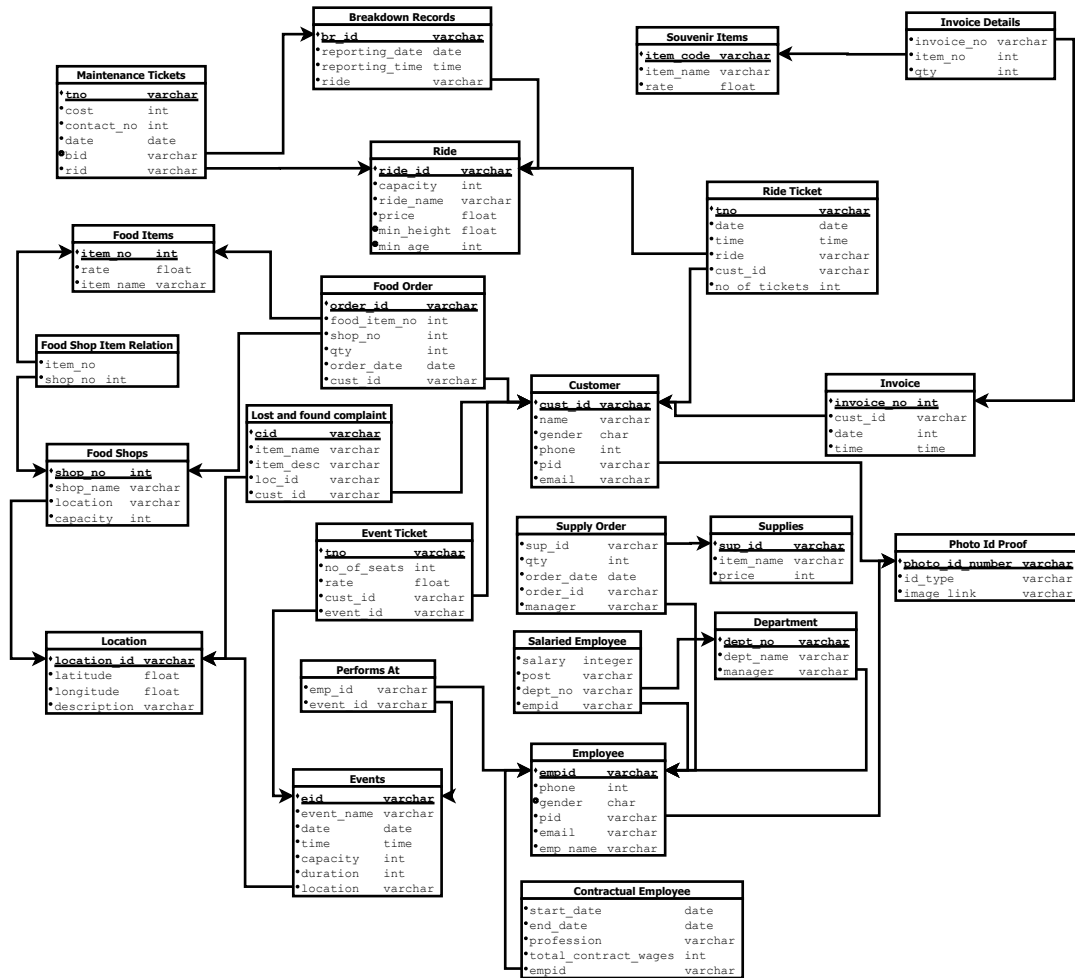 Breakdown Records
br_id varchar
reporting_date date
reporting_time time
ride varchar
Souvenir Items
item_code varchar
item_name varchar
rate float
Invoice Details
invoice_no varchar
item_no int
qty int
Maintenance Tickets
tno varchar
cost int
contact_no int
date date
bid varchar
rid varchar
Ride
ride_id varchar
capacity int
ride_name varchar
price float
min_height float
min_age int
Ride Ticket
tno varchar
date date
time time
ride varchar
cust_id varchar
no_of_tickets int
Food Items
item_no int
rate float
item_name varchar
Food Order
order_id varchar
food_item_no int
shop_no int
qty int
order_date date
cust_id varchar
Food Shop Item Relation
item_no
shop_no int
Customer
cust_id varchar
name varchar
gender char
phone int
pid varchar
email varchar
Invoice
invoice_no int
cust_id varchar
date int
time time
Lost and found complaint
cid varchar
item_name varchar
item_desc varchar
loc_id varchar
cust_id varchar
Food Shops
shop_no int
shop_name varchar
location varchar
capacity int
Event Ticket
tno varchar
no_of_seats int
rate float
cust_id varchar
event_id varchar
Supply Order
sup_id varchar
qty int
order_date date
order_id varchar
manager varchar
Supplies
sup_id varchar
item_name varchar
price int
Photo Id Proof
photo_id_number varchar
id_type varchar
image_link varchar
Location
location_id varchar
latitude float
longitude float
description varchar
Performs At
emp_id varchar
event_id varchar
Salaried Employee
salary integer
post varchar
dept_no varchar
empid varchar
Department
dept_no varchar
dept_name varchar
manager varchar
Events
eid varchar
event_name varchar
date date
time time
capacity int
duration int
location varchar
Employee
empid varchar
phone int
gender char
pid varchar
email varchar
emp_name varchar
Contractual Employee
start_date date
end_date date
profession varchar
total_contract_wages int
empid varchar